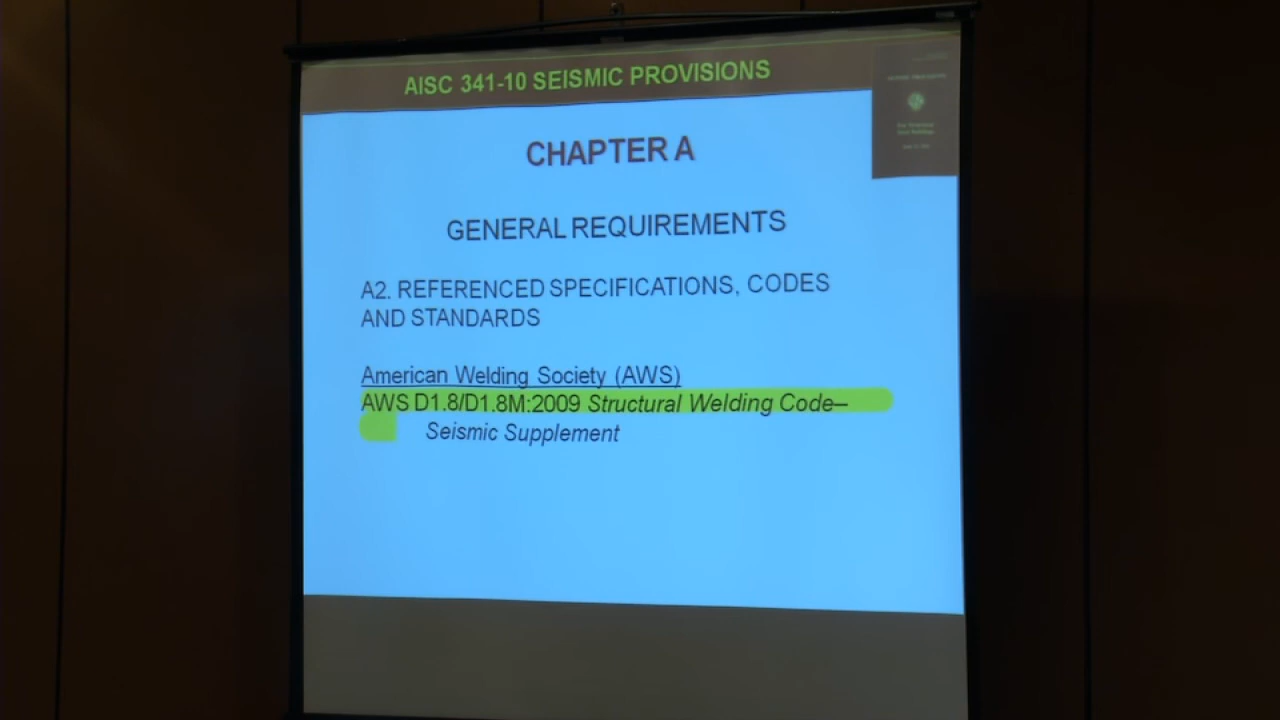 AISC 341-10 SEISMIC PROVISIONS
CHAPTER A
GENERAL REQUIREMENTS
A2. REFERENCED SPECIFICATIONS, CODES
AND STANDARDS
American Welding Society (AWS)
AWS D1.8/D1.8M:2009 Structural Welding Code–
Seismic Supplement